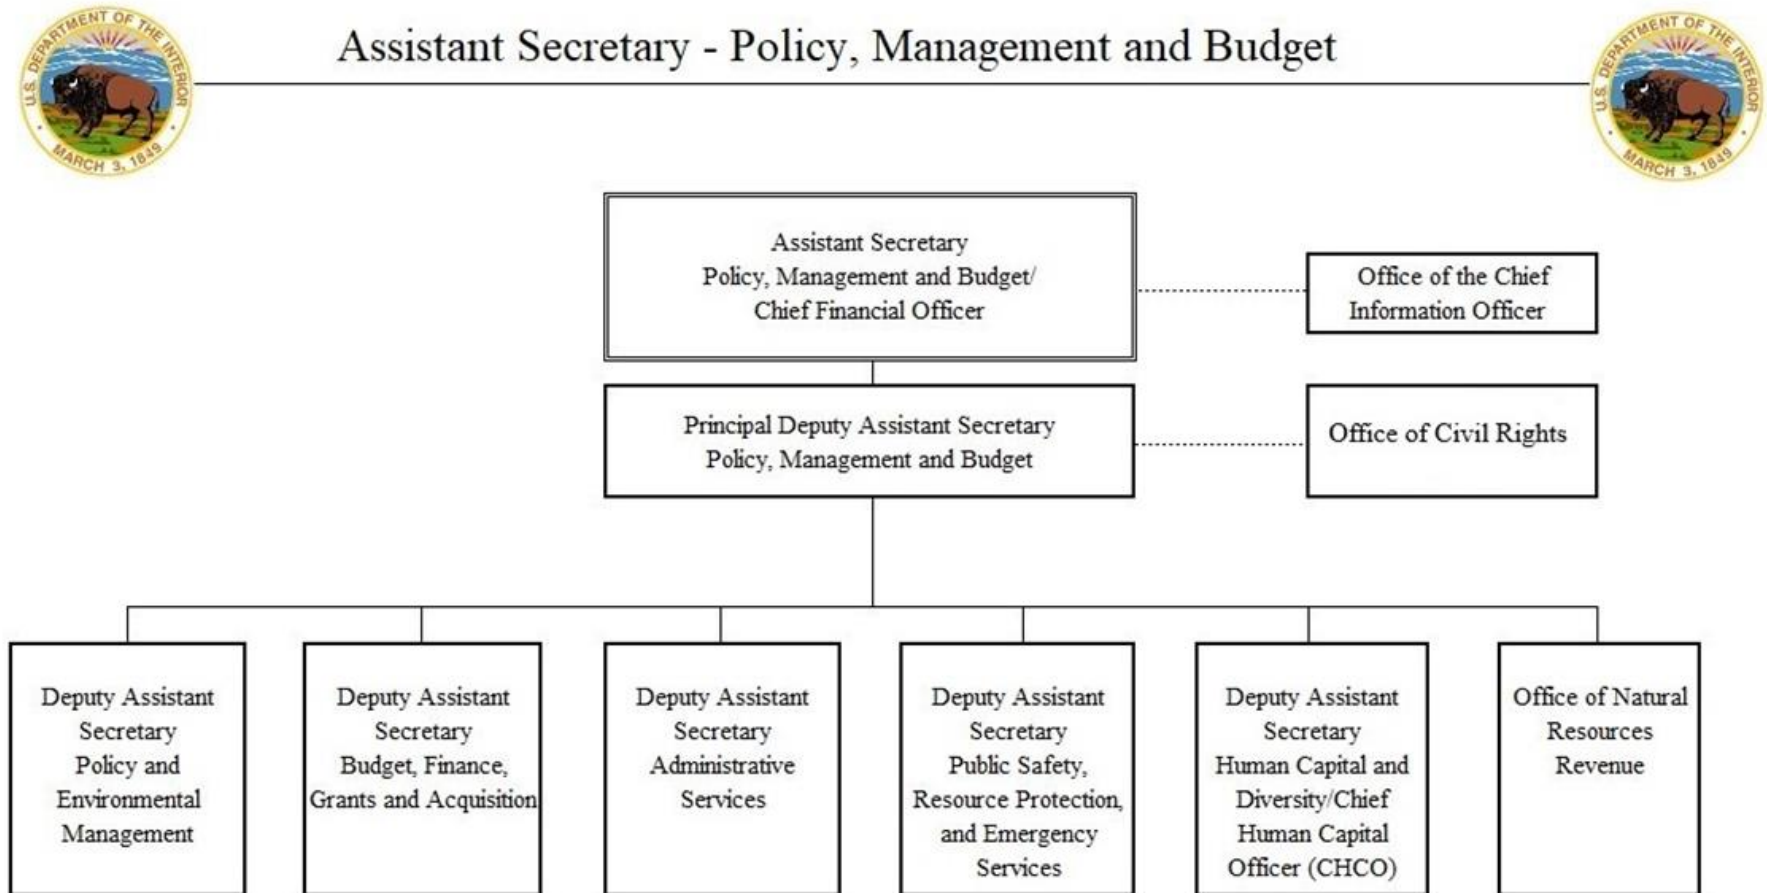 U.S. DEPARTMENT OF THE INTERIOR
MARCH 3, 1849
Assistant Secretary - Policy, Management and Budget
U.S. DEPARTMENT OF THE INTERIOR
MARCH 3, 1849
Assistant Secretary
Policy, Management and Budget/
Chief Financial Officer
Office of the Chief
Information Officer
Principal Deputy Assistant Secretary
Policy, Management and Budget
Office of Civil Rights
Deputy Assistant
Secretary
Policy and
Environmental
Management
Deputy Assistant
Secretary
Budget, Finance,
Grants and Acquisition
Deputy Assistant
Secretary
Administrative
Services
Deputy Assistant
Secretary
Public Safety,
Resource Protection,
and Emergency
Services
Deputy Assistant
Secretary
Human Capital and
Diversity/Chief
Human Capital
Officer (CHCO)
Office of Natural
Resources
Revenue